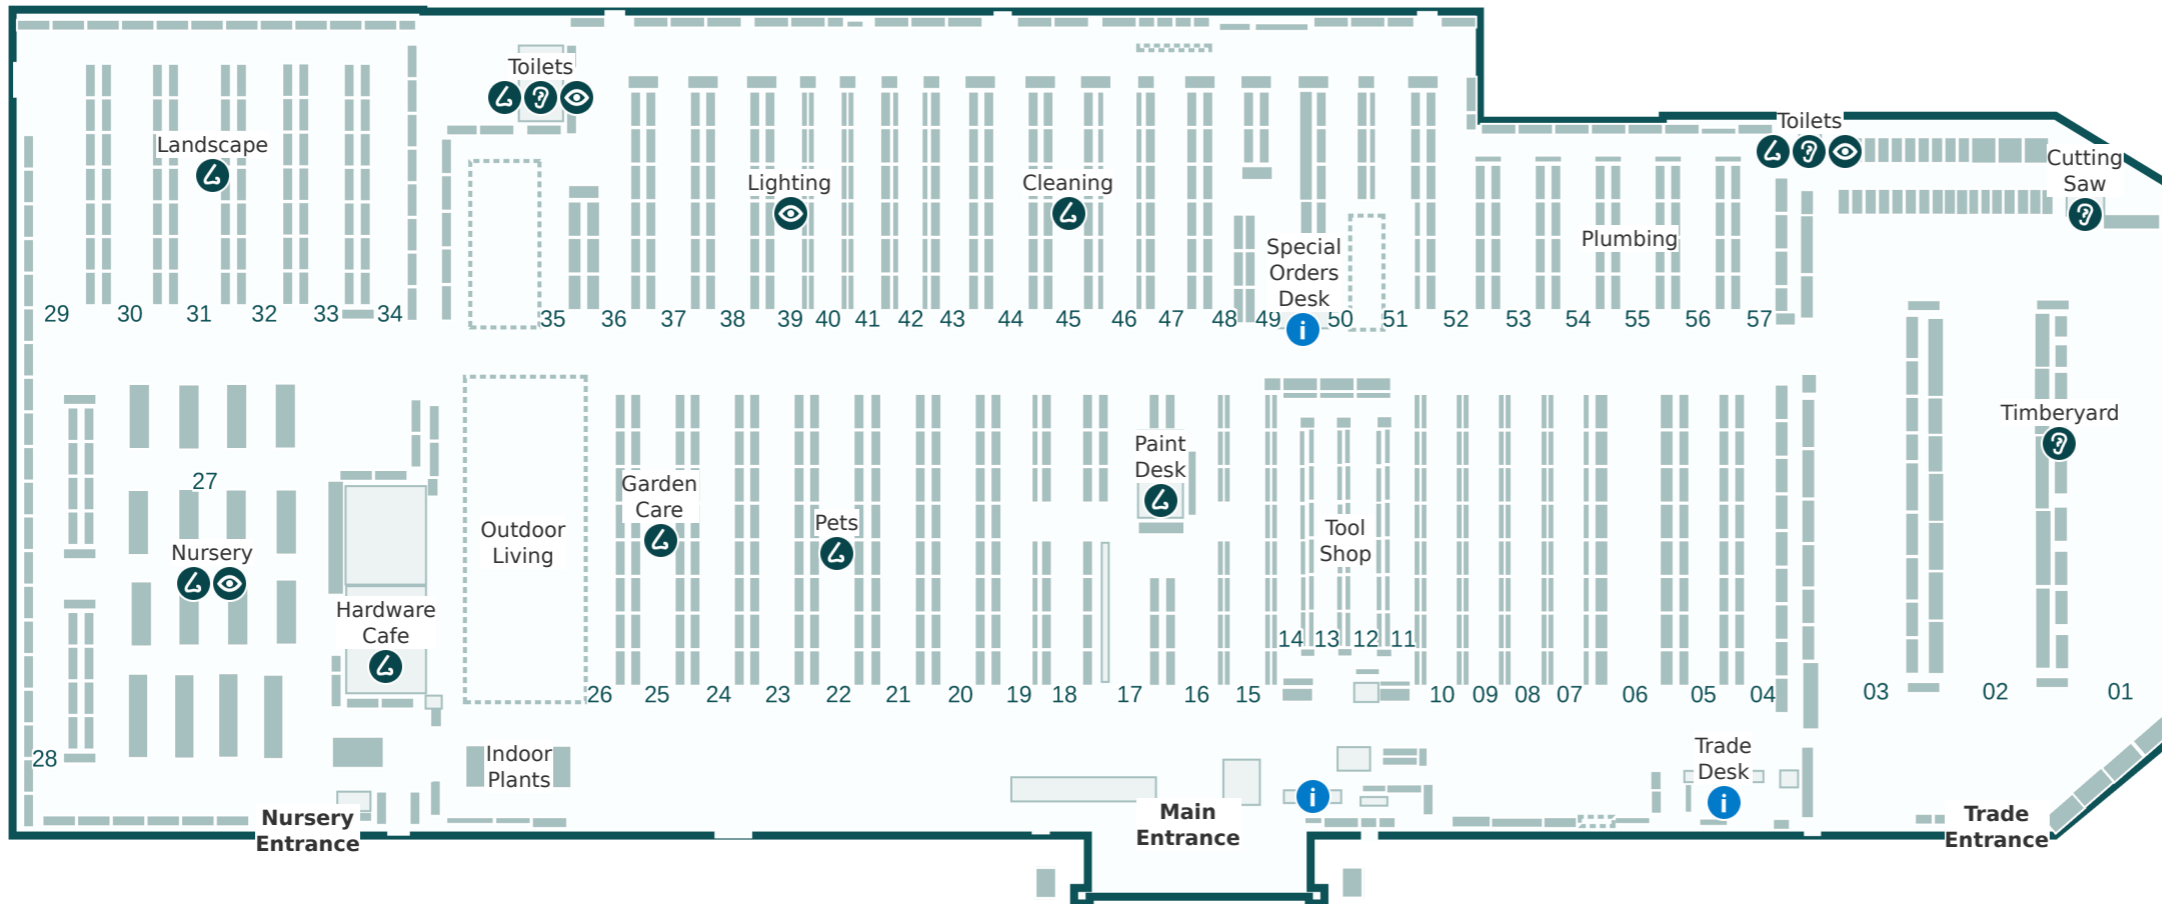 Toilets
Toilets
Landscape
Cutting
Saw
Lighting
Cleaning
Plumbing
Special
Orders
Desk
29 30 31 32 33 34 35 36 37 38 39 40 41 42 43 44 45 46 47 48 49 i 50 51 52 53 54 55 56 57
Timberyard
Paint
Desk
27
Garden
Care
Pets
Outdoor
Living
Tool
Shop
Nursery
Hardware
Cafe
14 13 12 11
26 25 24 23 22 21 20 19 18 17 16 15 10 09 08 07 06 05 04 03 02 01
28
Indoor
Plants
Trade
Desk
i
i
Nursery
Entrance
Main
Entrance
Trade
Entrance